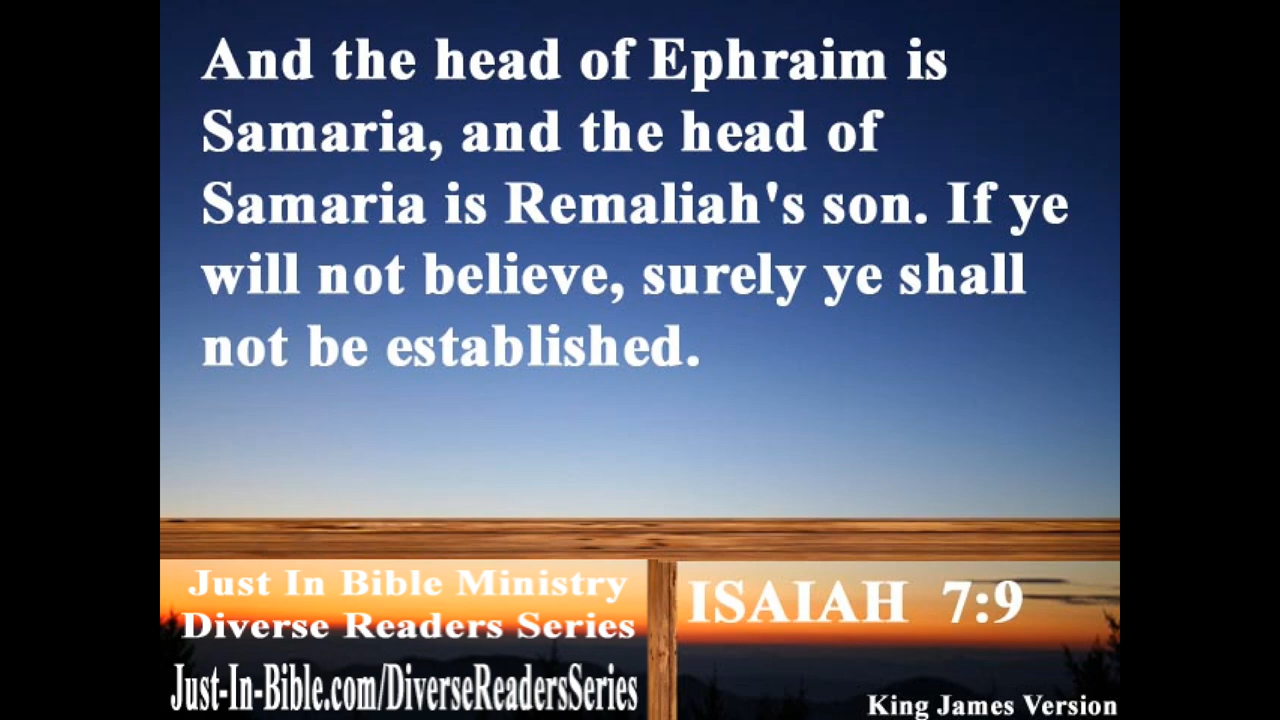 And the head of Ephraim is
Samaria, and the head of
Samaria is Remaliah's son. If ye
will not believe, surely ye shall
not be established.
Just In Bible Ministry
Diverse Readers Series
Just-In-Bible.com/DiverseReadersSeries
ISAIAH 7:9
King James Version